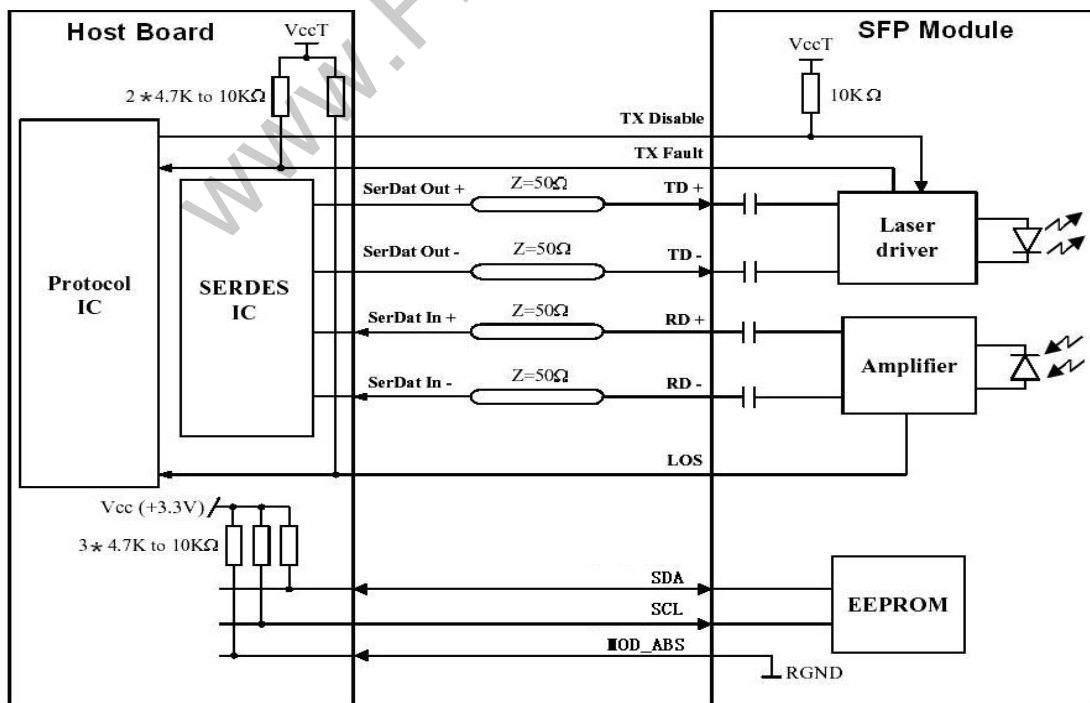 Host Board
SFP Module
VccT
VccT
2*4.7K to 10KΩ
10KΩ
TX Disable
TX Fault
SerDat Out +
Z=50Ω
TD +
SerDat Out -
Z=50Ω
TD -
Laser
driver
Protocol
IC
SERDES
IC
SerDat In +
Z=50Ω
RD +
SerDat In -
Z=50Ω
RD -
Amplifier
LOS
Vcc (+3.3V)
3*4.7K to 10KΩ
SDA
SCL
MOD_ABS
EEPROM
RGND
www.F